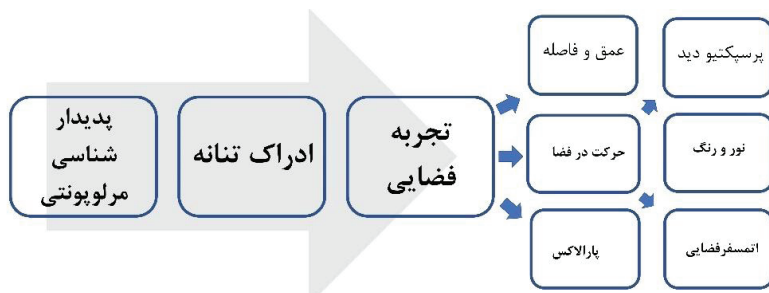 پدیدار
شناسی
مرلوپونتی
ادراک تنانه
تجربه
فضایی
عمق و فاصله
پرسپکتیو دید
حرکت در فضا
نور و رنگ
پارالاکس
اتمسفرفضایی